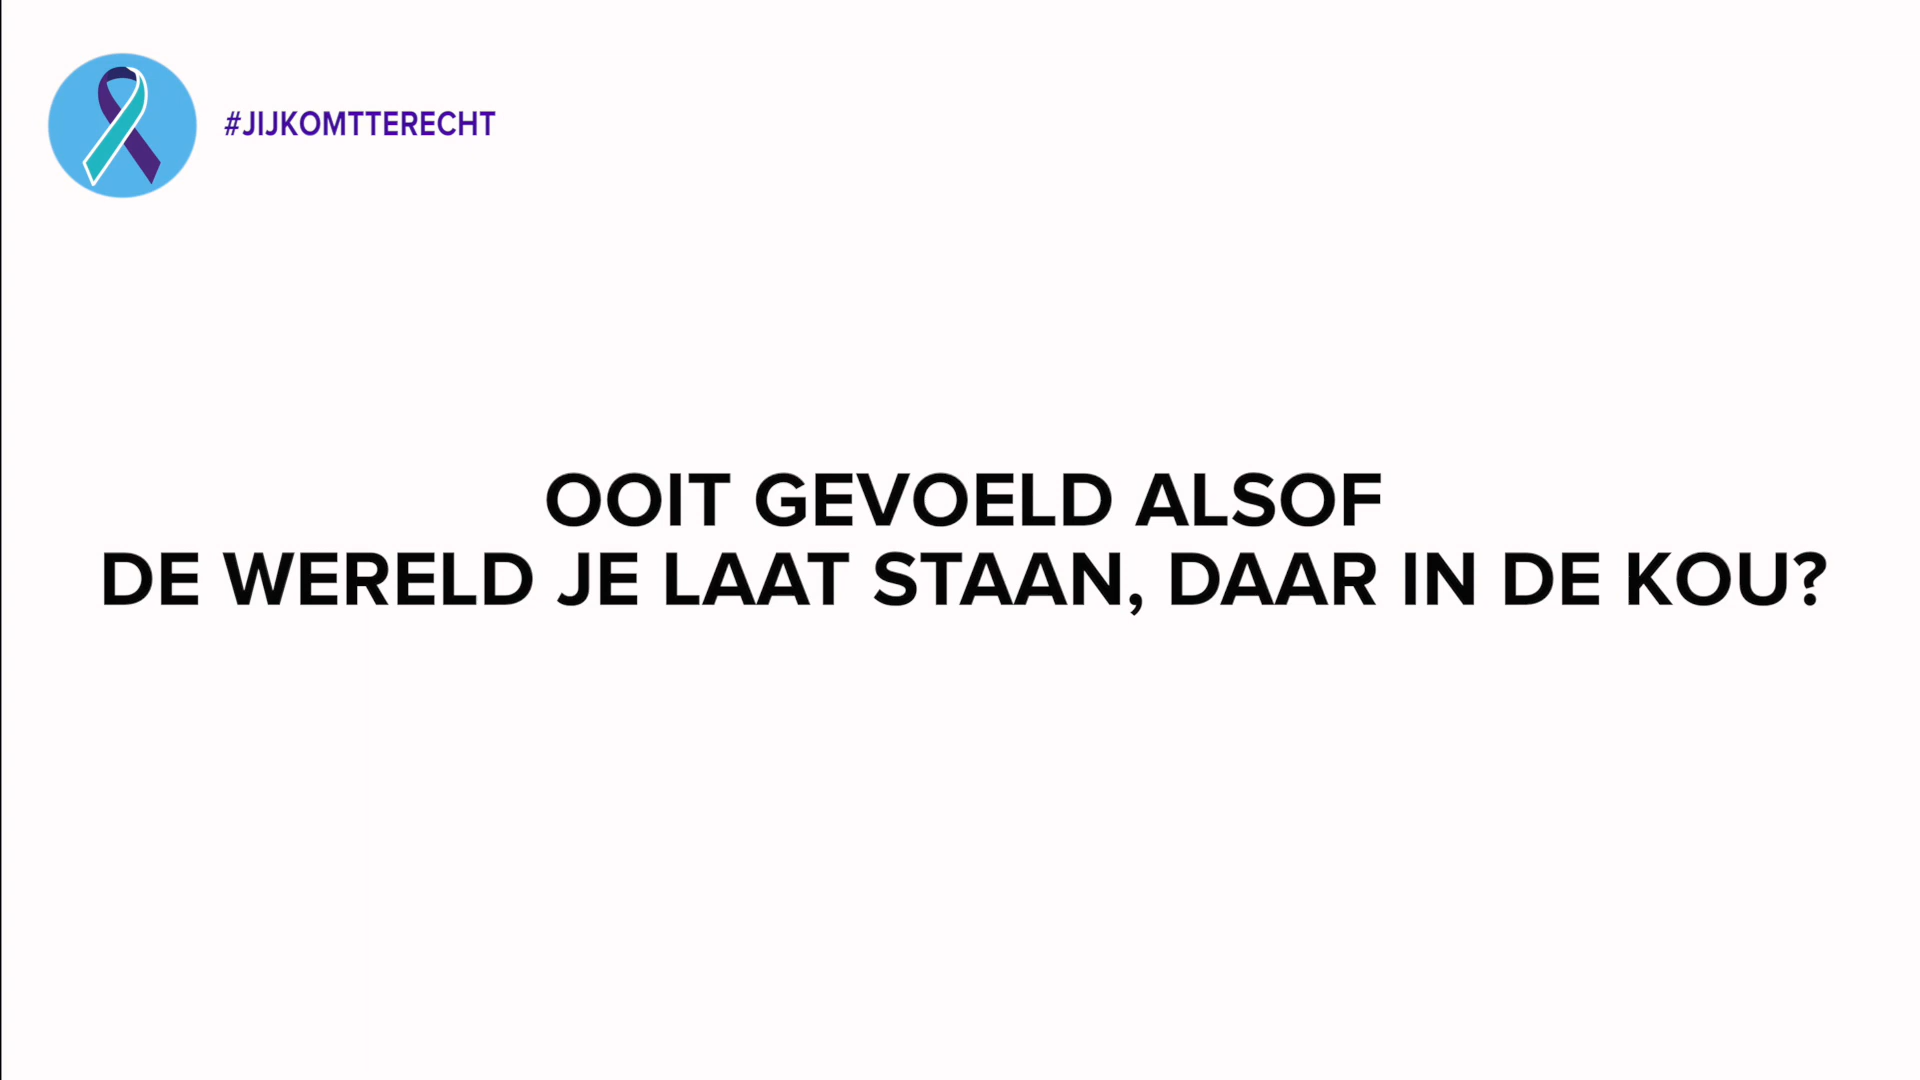 #JIJKOMTTERECHT
OOIT GEVOELD ALSOF
DE WERELD JE LAAT STAAN, DAAR IN DE KOU?